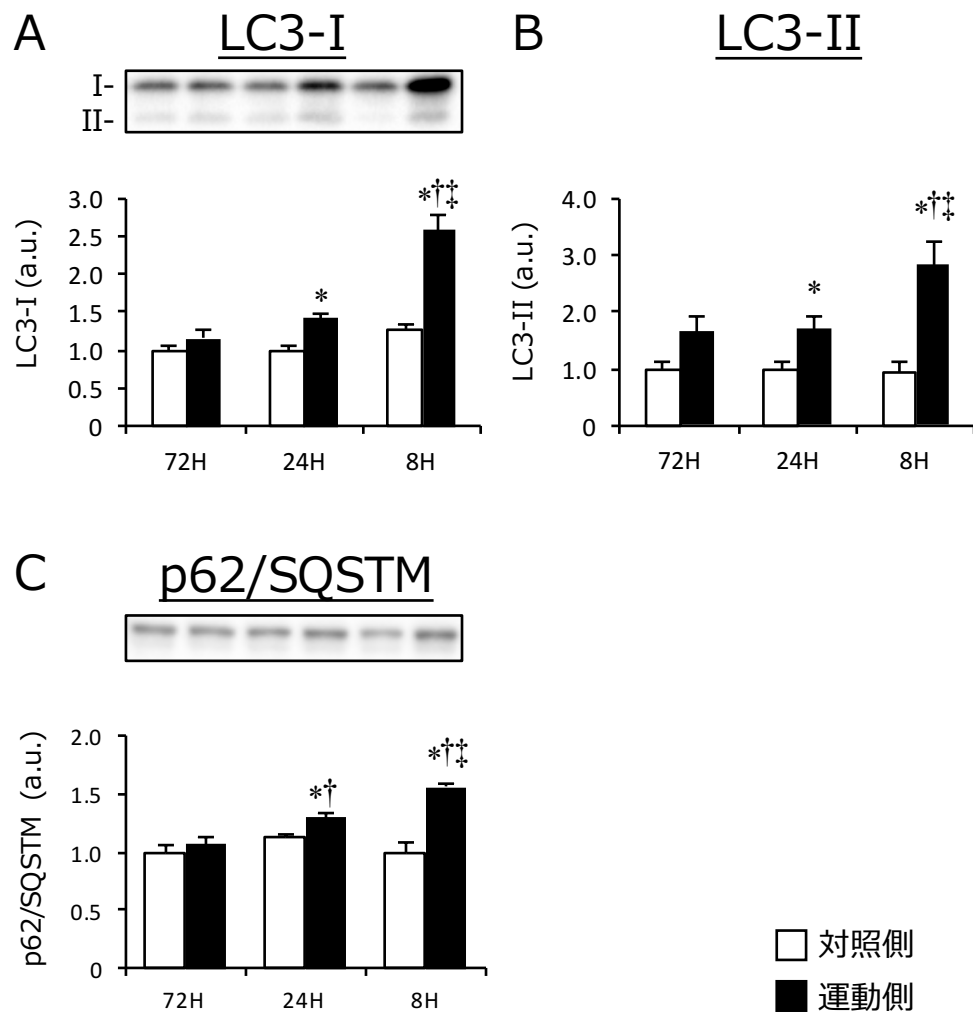 A
LC3-I
I-
II-
LC3-I (a.u.)
3.0
2.5
2.0
1.5
1.0
0.5
0
*
*†‡
72H
24H
8H
B
LC3-II
LC3-II (a.u.)
4.0
3.0
2.0
1.0
0
*
*†‡
72H
24H
8H
C
p62/SQSTM
p62/SQSTM (a.u.)
2.0
1.5
1.0
0.5
0
*†
*†‡
72H
24H
8H
対照側
運動側